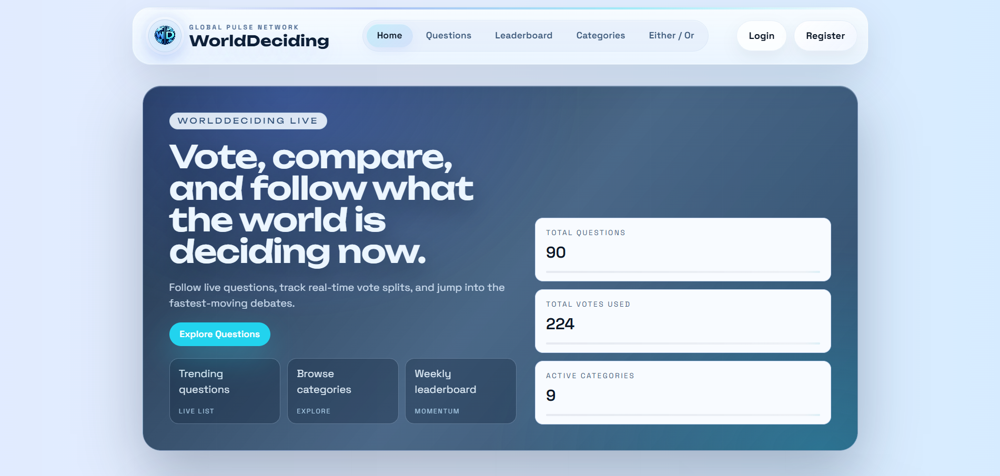 WD
GLOBAL PULSE NETWORK
WorldDeciding
Home
Questions
Leaderboard
Categories
Either / Or
Login
Register
WORLDDECIDING LIVE
Vote, compare,
and follow what
the world is
deciding now.
Follow live questions, track real-time vote splits, and jump into the
fastest-moving debates.
Explore Questions
Trending
questions
LIVE LIST
Browse
categories
EXPLORE
Weekly
leaderboard
MOMENTUM
TOTAL QUESTIONS
90
TOTAL VOTES USED
224
ACTIVE CATEGORIES
9